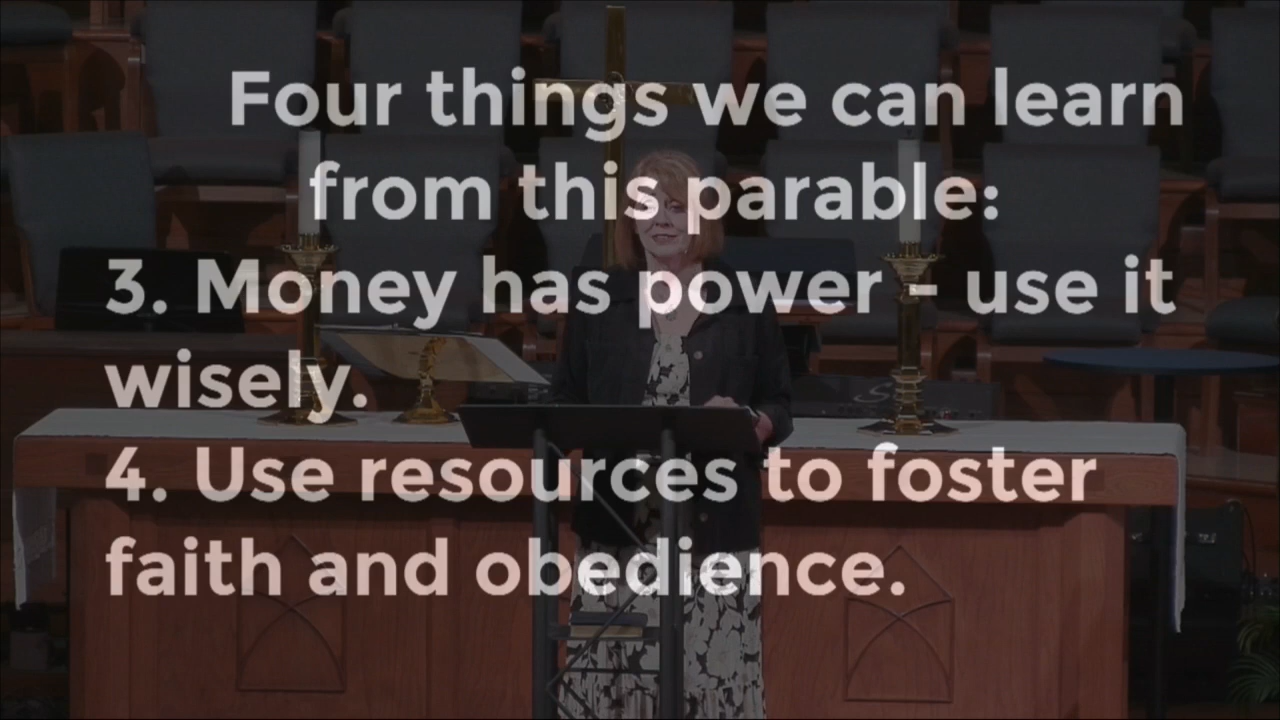 Four things we can learn
from this parable:
3. Money has power - use it
wisely.
4. Use resources to foster
faith and obedience.